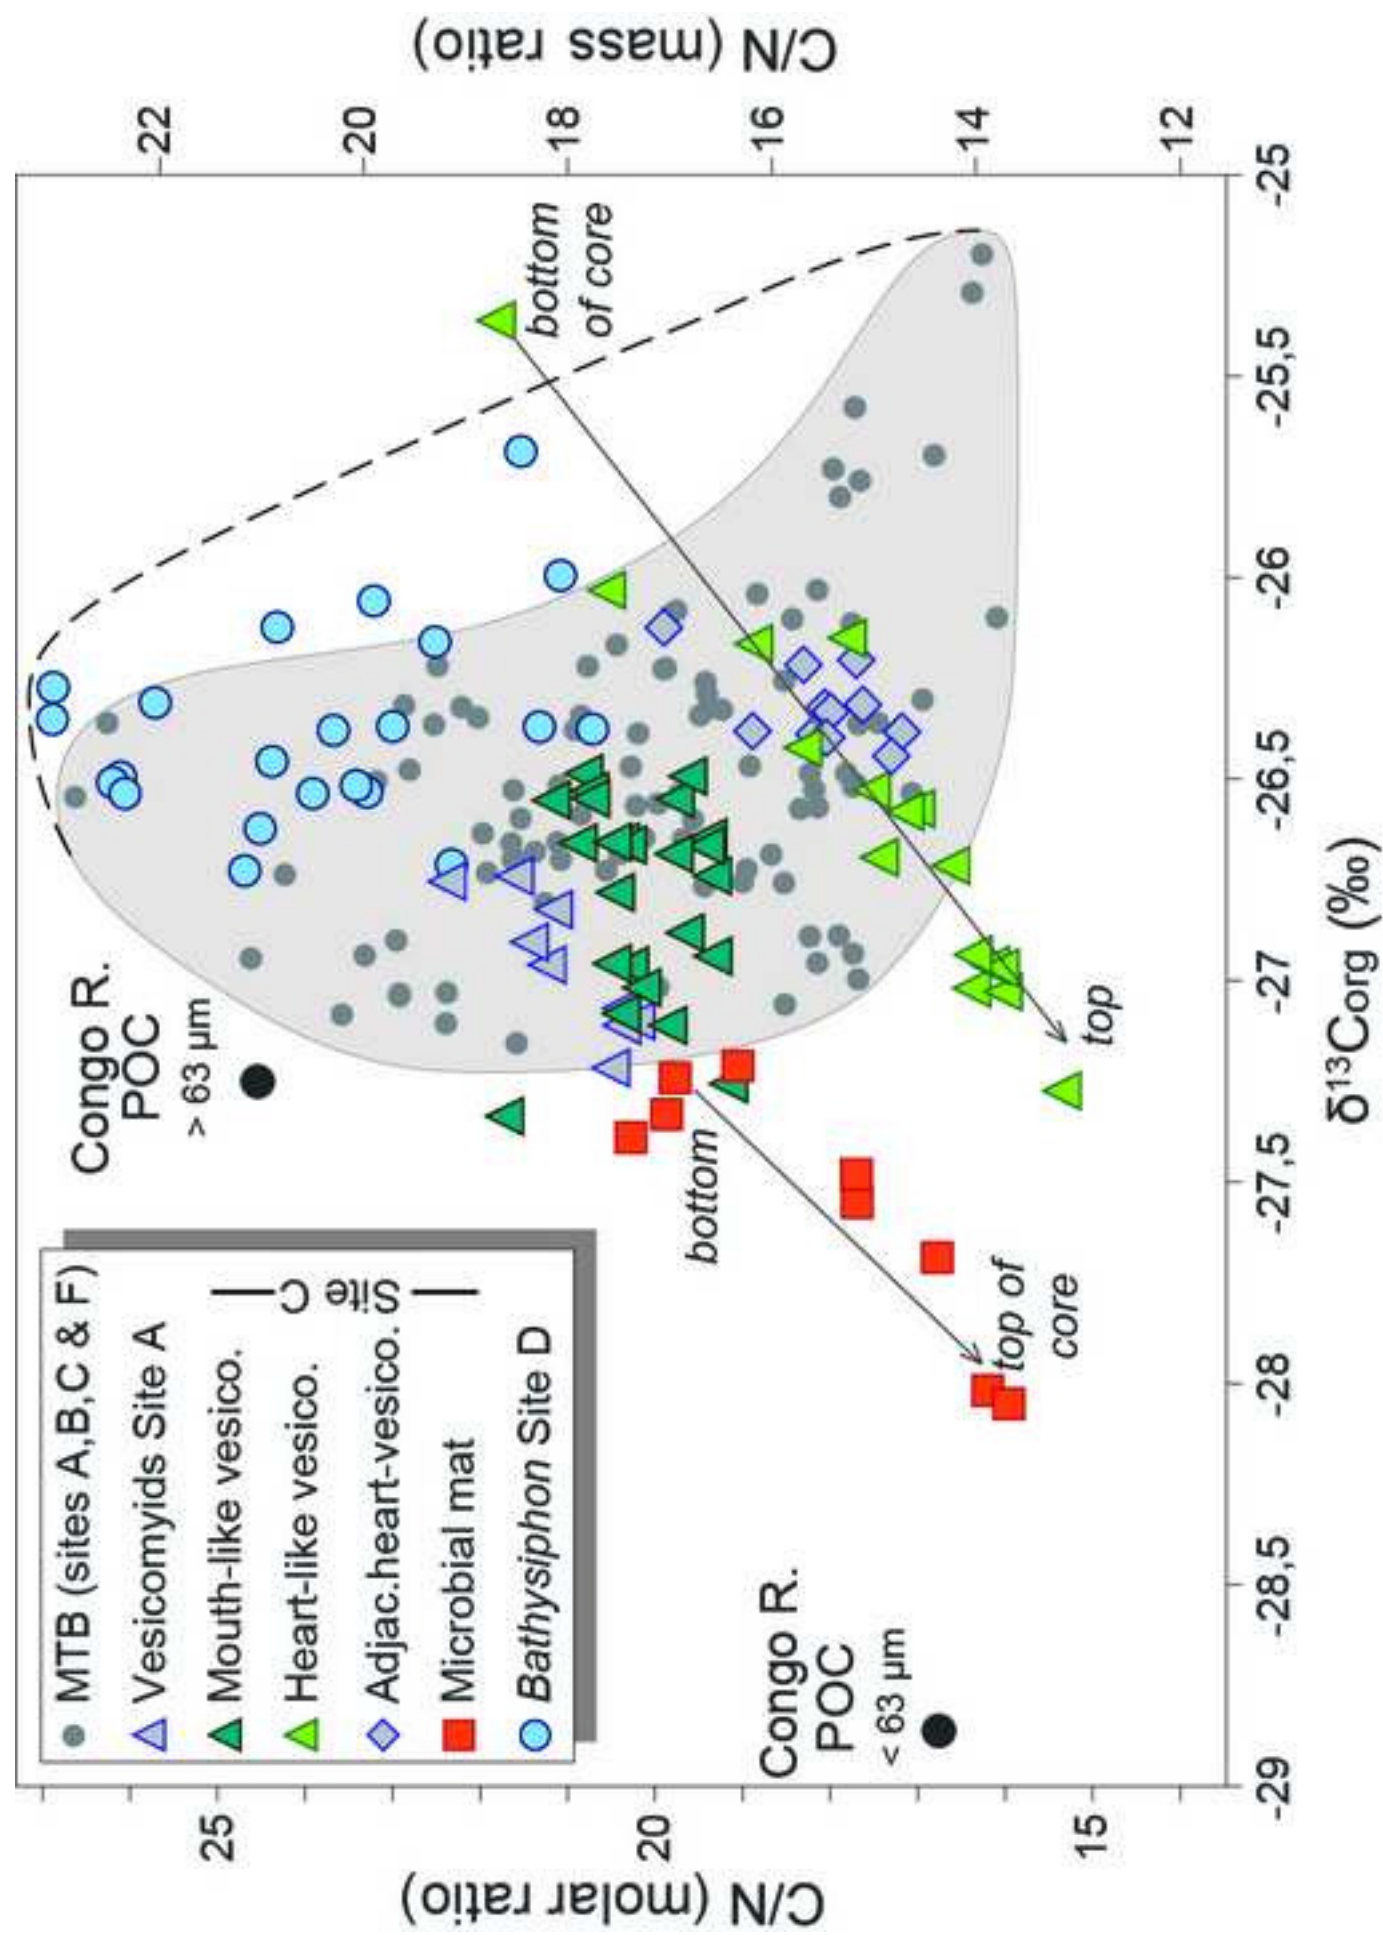 MTB (sites A,B,C & F)
Vesicomyids Site A
Mouth-like vesico.
Heart-like vesico.
Adjac.heart-vesico.
Site C
Microbial mat
Bathysiphon Site D
Congo R.
POC
> 63 µm
Congo R.
POC
< 63 µm
bottom
of core
top
bottom
top of
core
C/N (molar ratio)
25
20
15
C/N (mass ratio)
22
20
18
16
14
12
-29
-28,5
-28
-27,5
-27
-26,5
-26
-25,5
-25
δ¹³Corg (‰)